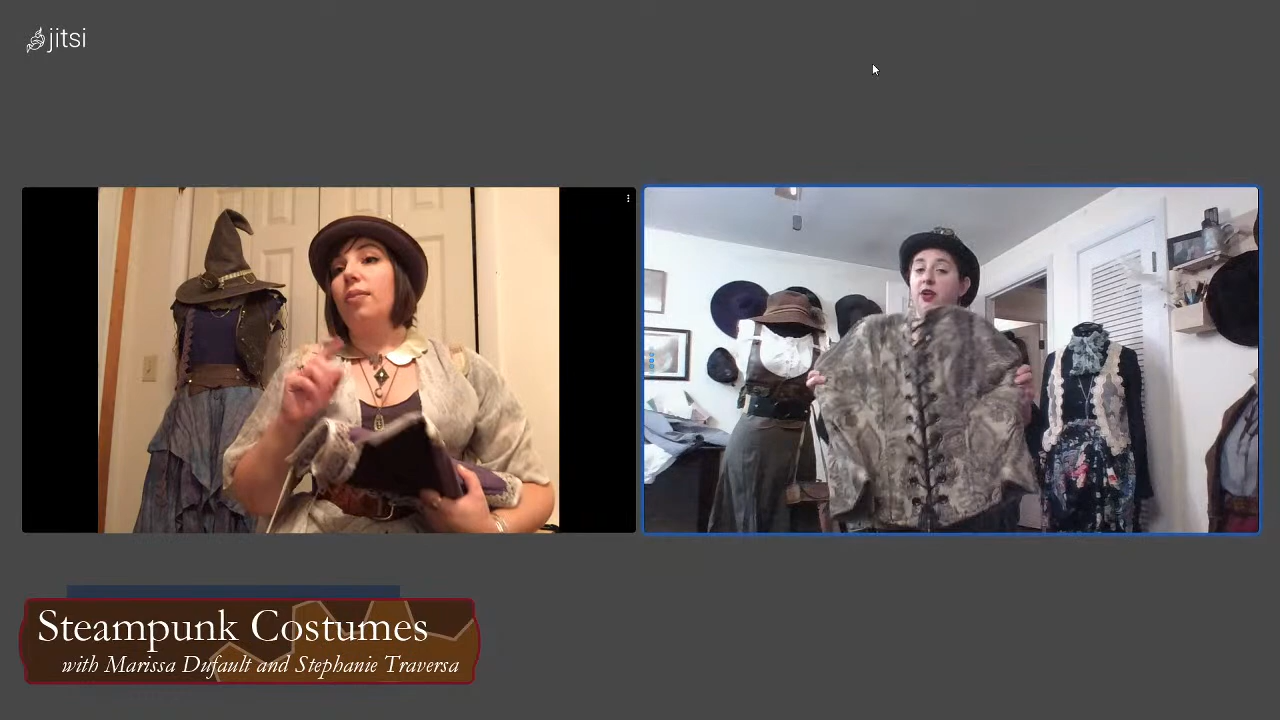 jitsi
Steampunk Costumes
with Marissa Dufault and Stephanie Traversa